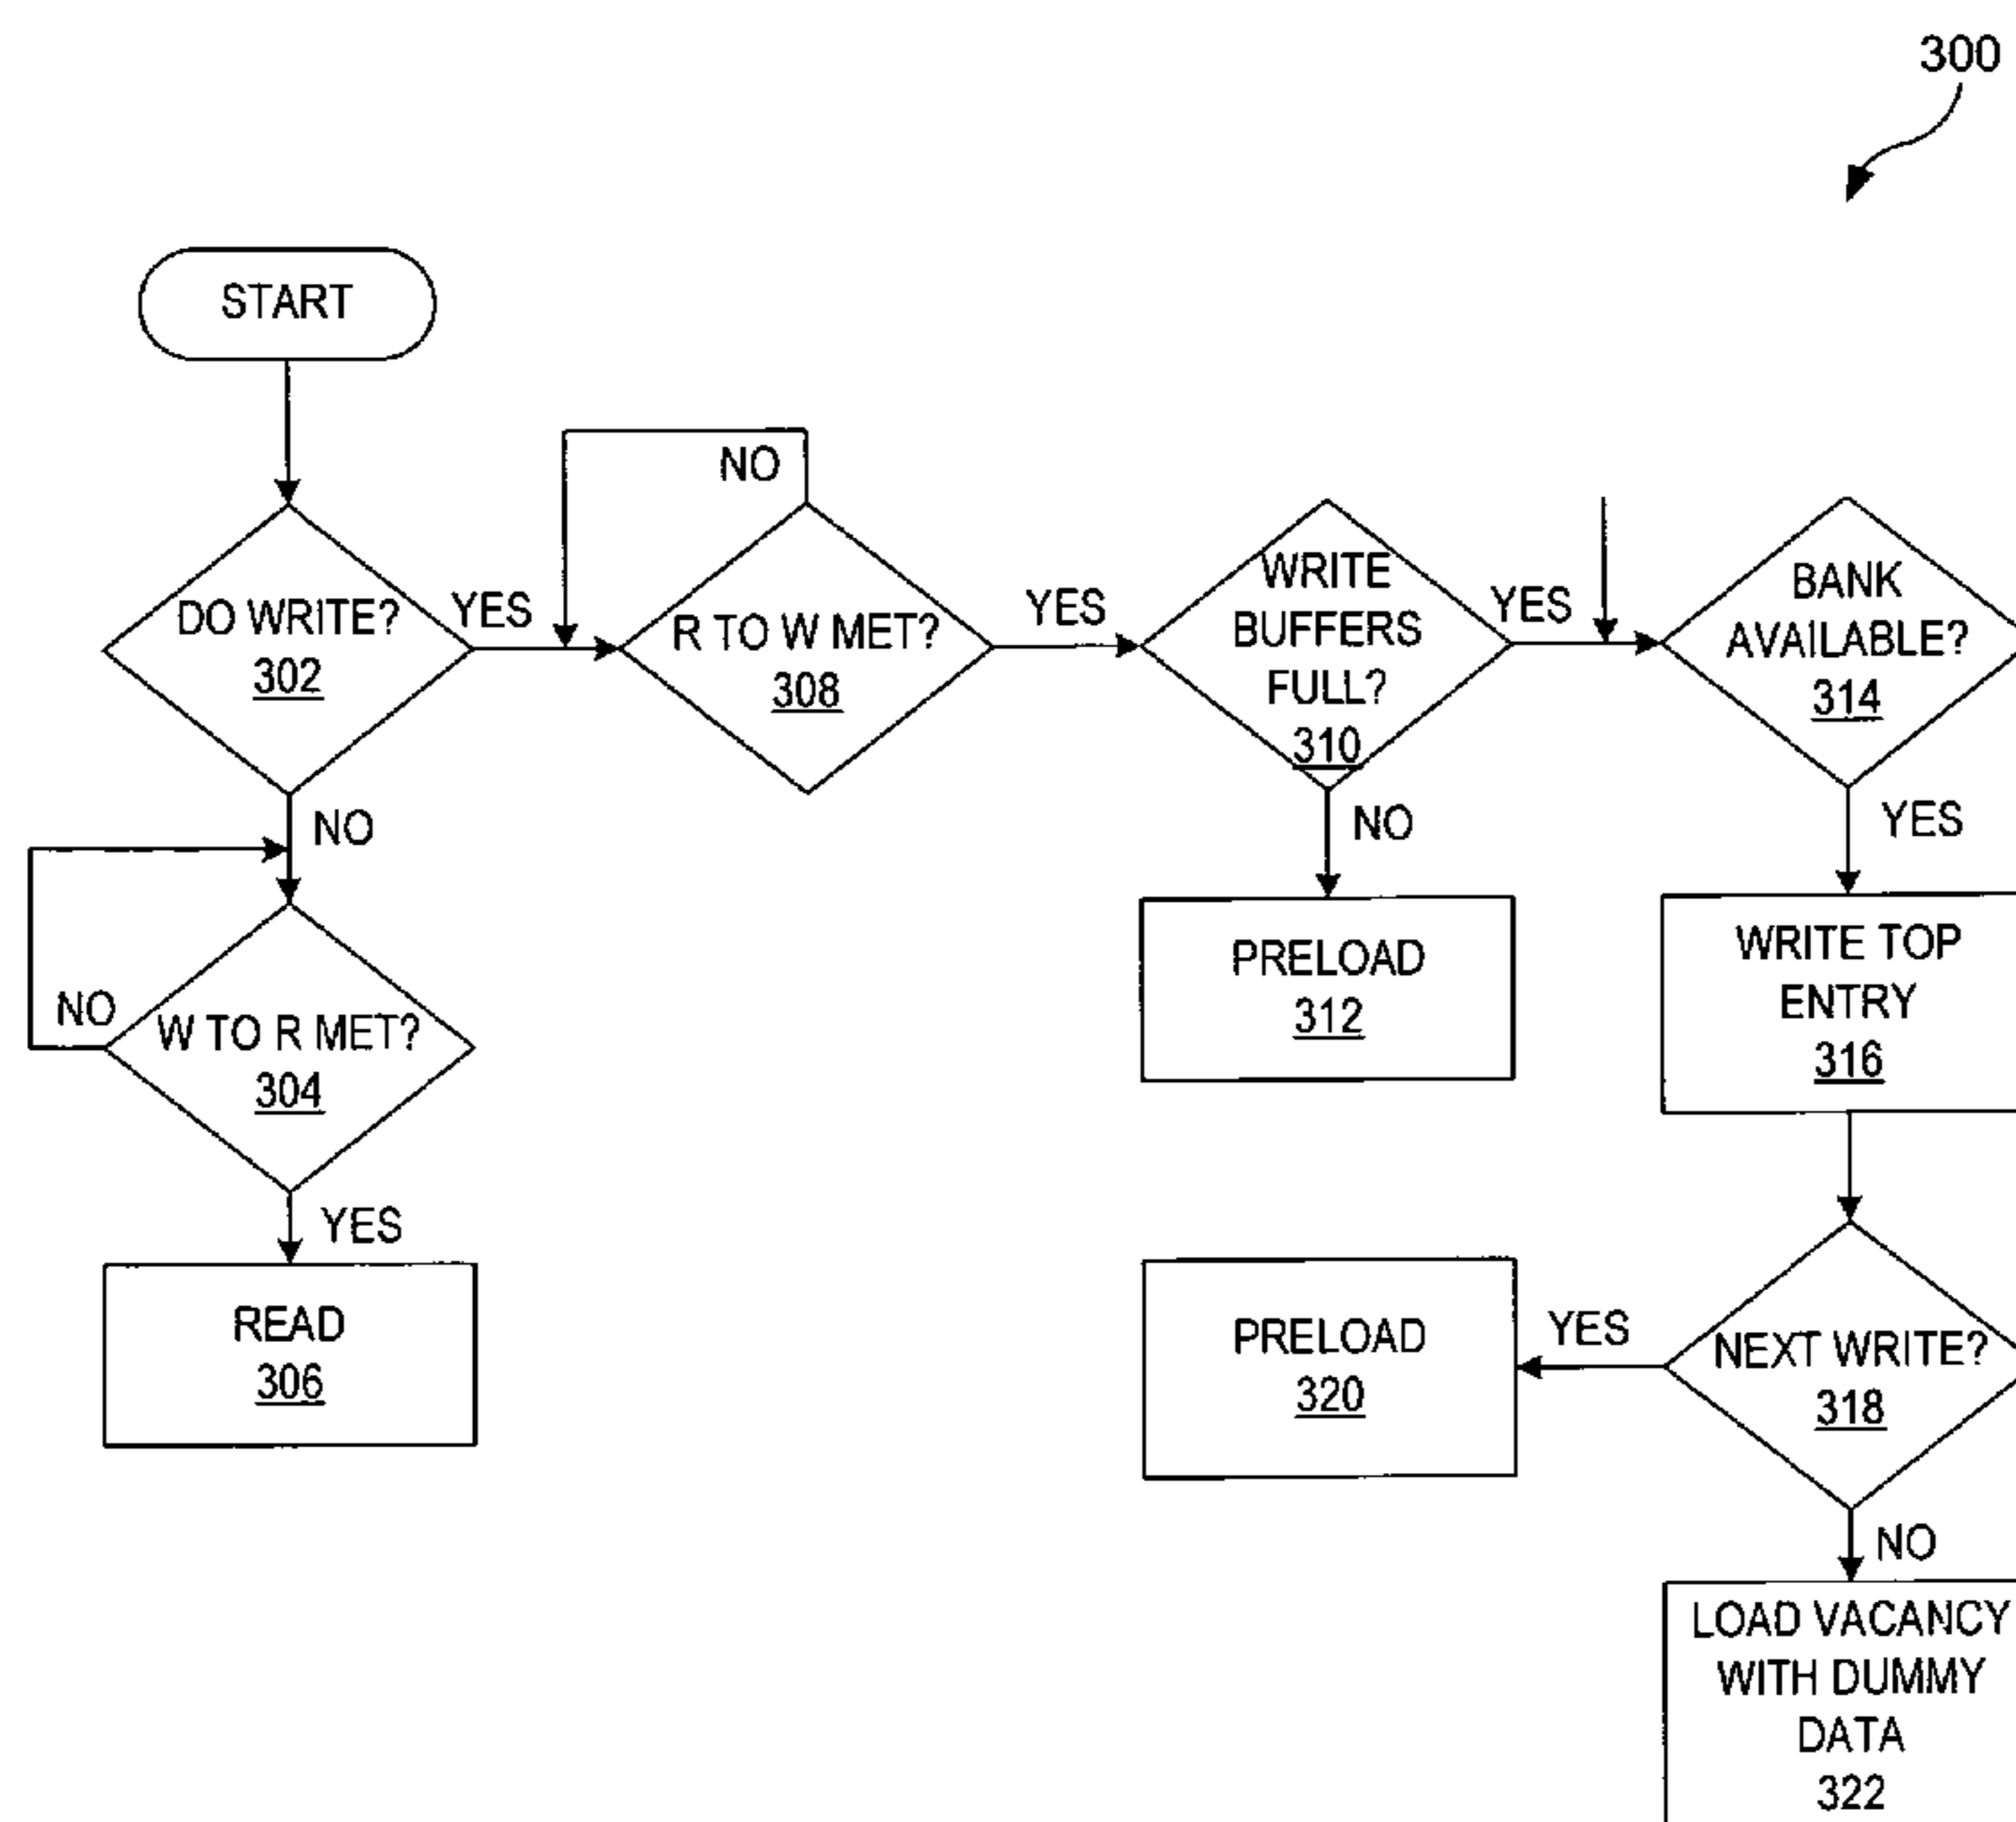 300
START
DO WRITE?
302
YES
NO
R TO W MET?
308
YES
WRITE
BUFFERS
FULL?
310
YES
BANK
AVAILABLE?
314
NO
NO
YES
W TO R MET?
304
NO
PRELOAD
312
WRITE TOP
ENTRY
316
YES
READ
306
PRELOAD
320
YES
NEXT WRITE?
318
NO
LOAD VACANCY
WITH DUMMY
DATA
322